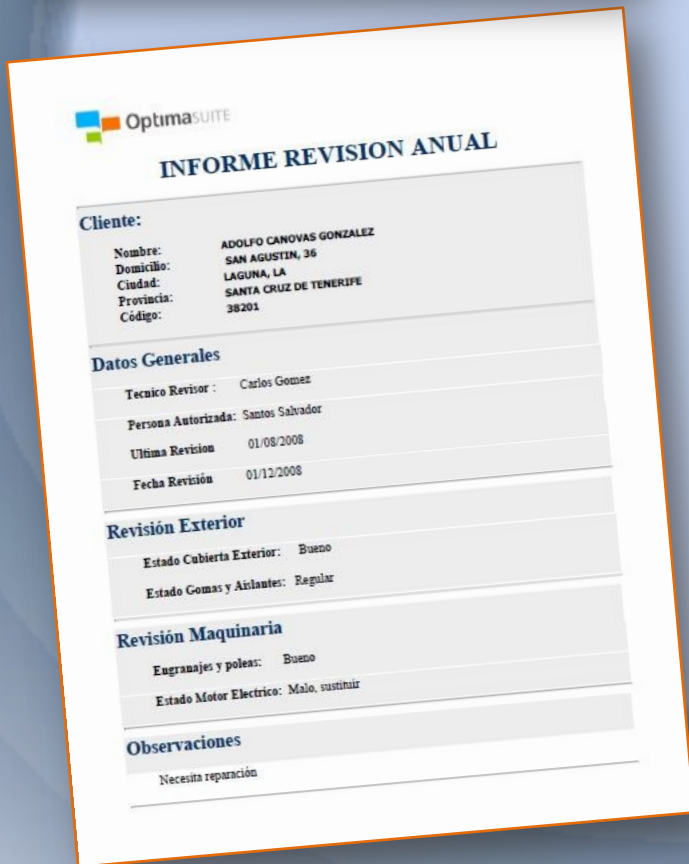 OptimaSUITE
INFORME REVISION ANUAL
Cliente:
Nombre: ADOLFO CANOVAS GONZALEZ
Domicilio: SAN AGUSTIN, 36
Ciudad: LAGUNA, LA
Provincia: SANTA CRUZ DE TENERIFE
Código: 38201
Datos Generales
Tecnico Revisor : Carlos Gomez
Persona Autorizada: Santos Salvador
Ultima Revision 01/08/2008
Fecha Revisión 01/12/2008
Revisión Exterior
Estado Cubierta Exterior: Bueno
Estado Gomas y Aislantes: Regular
Revisión Maquinaria
Engranajes y poleas: Bueno
Estado Motor Electrico: Malo, sustituir
Observaciones
Necesita reparación